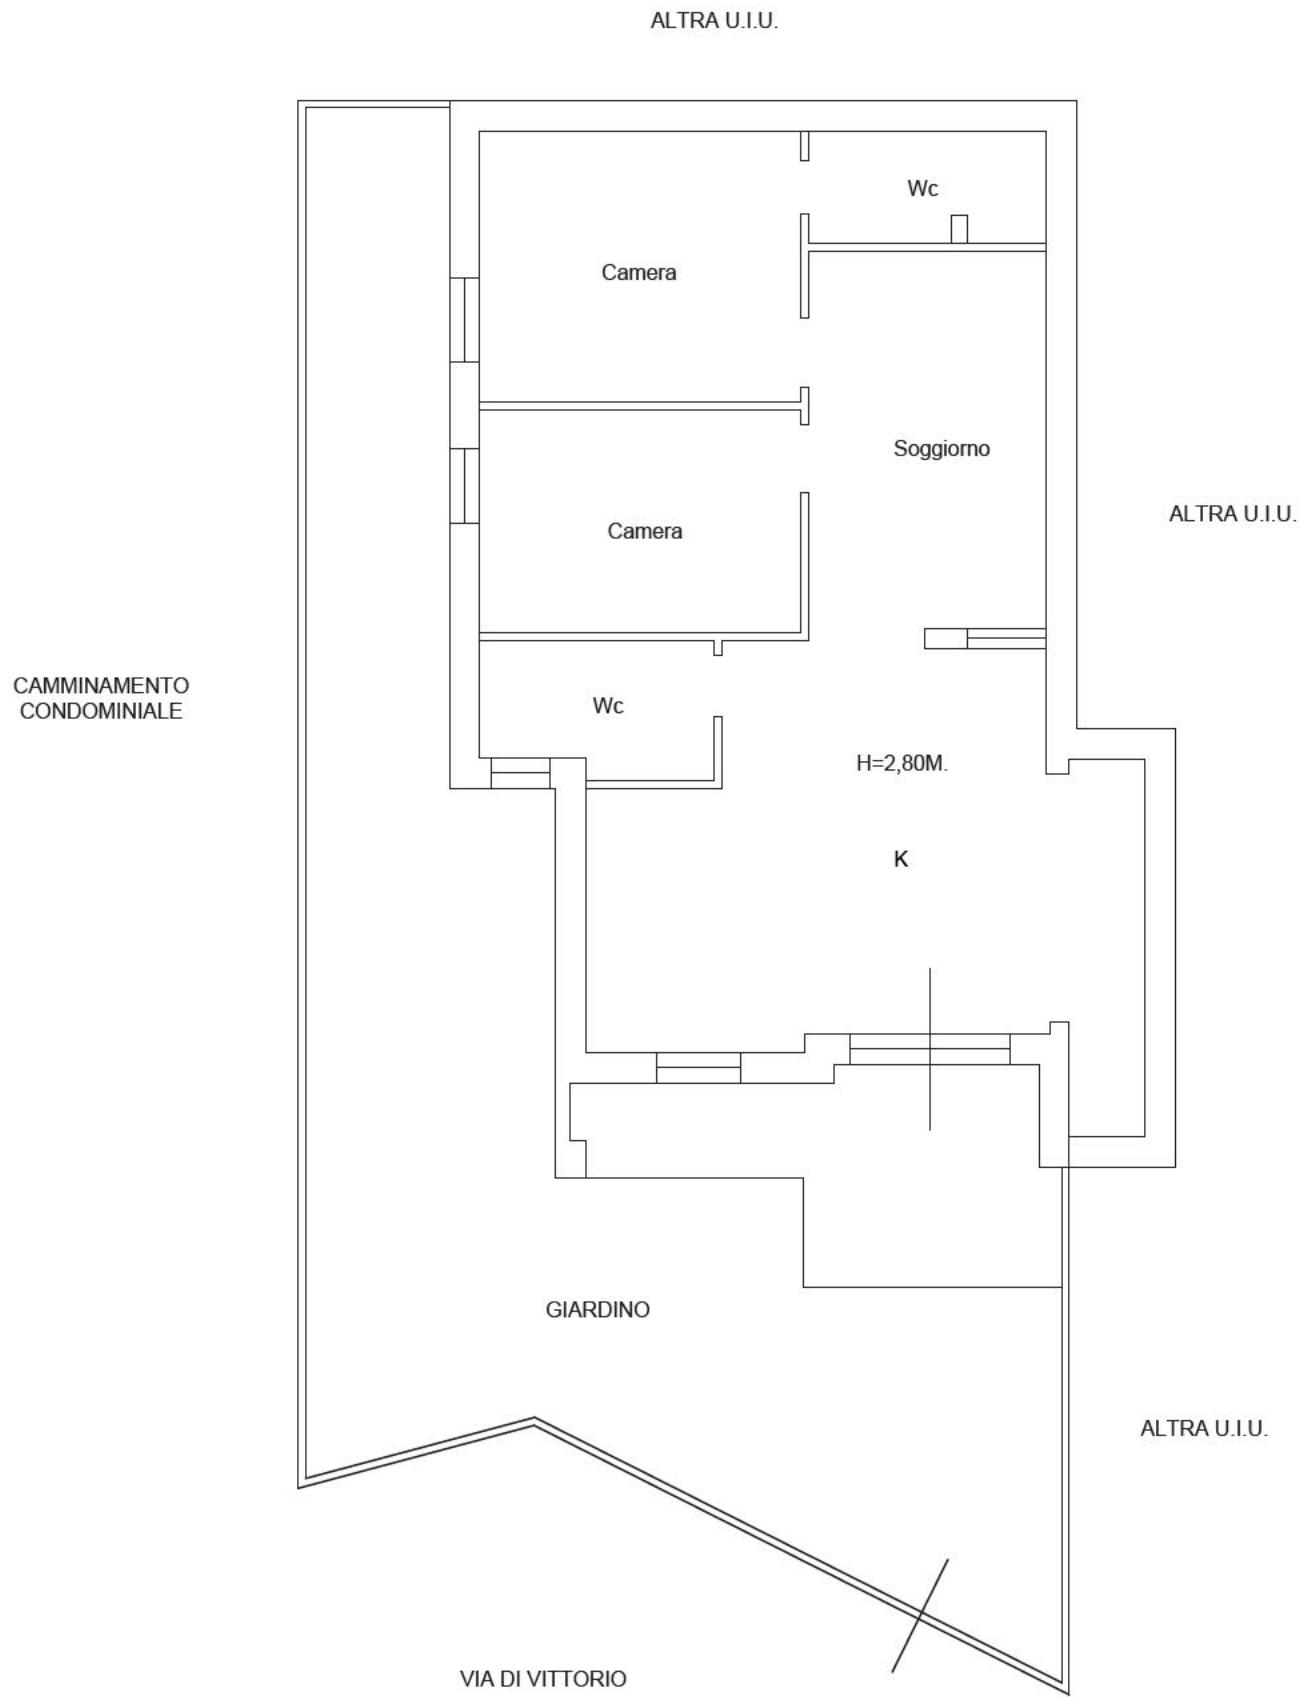 ALTRA U.I.U.
Wc
Camera
Soggiorno
ALTRA U.I.U.
Camera
CAMMINAMENTO
CONDOMINIALE
Wc
H=2,80M.
K
GIARDINO
ALTRA U.I.U.
VIA DI VITTORIO